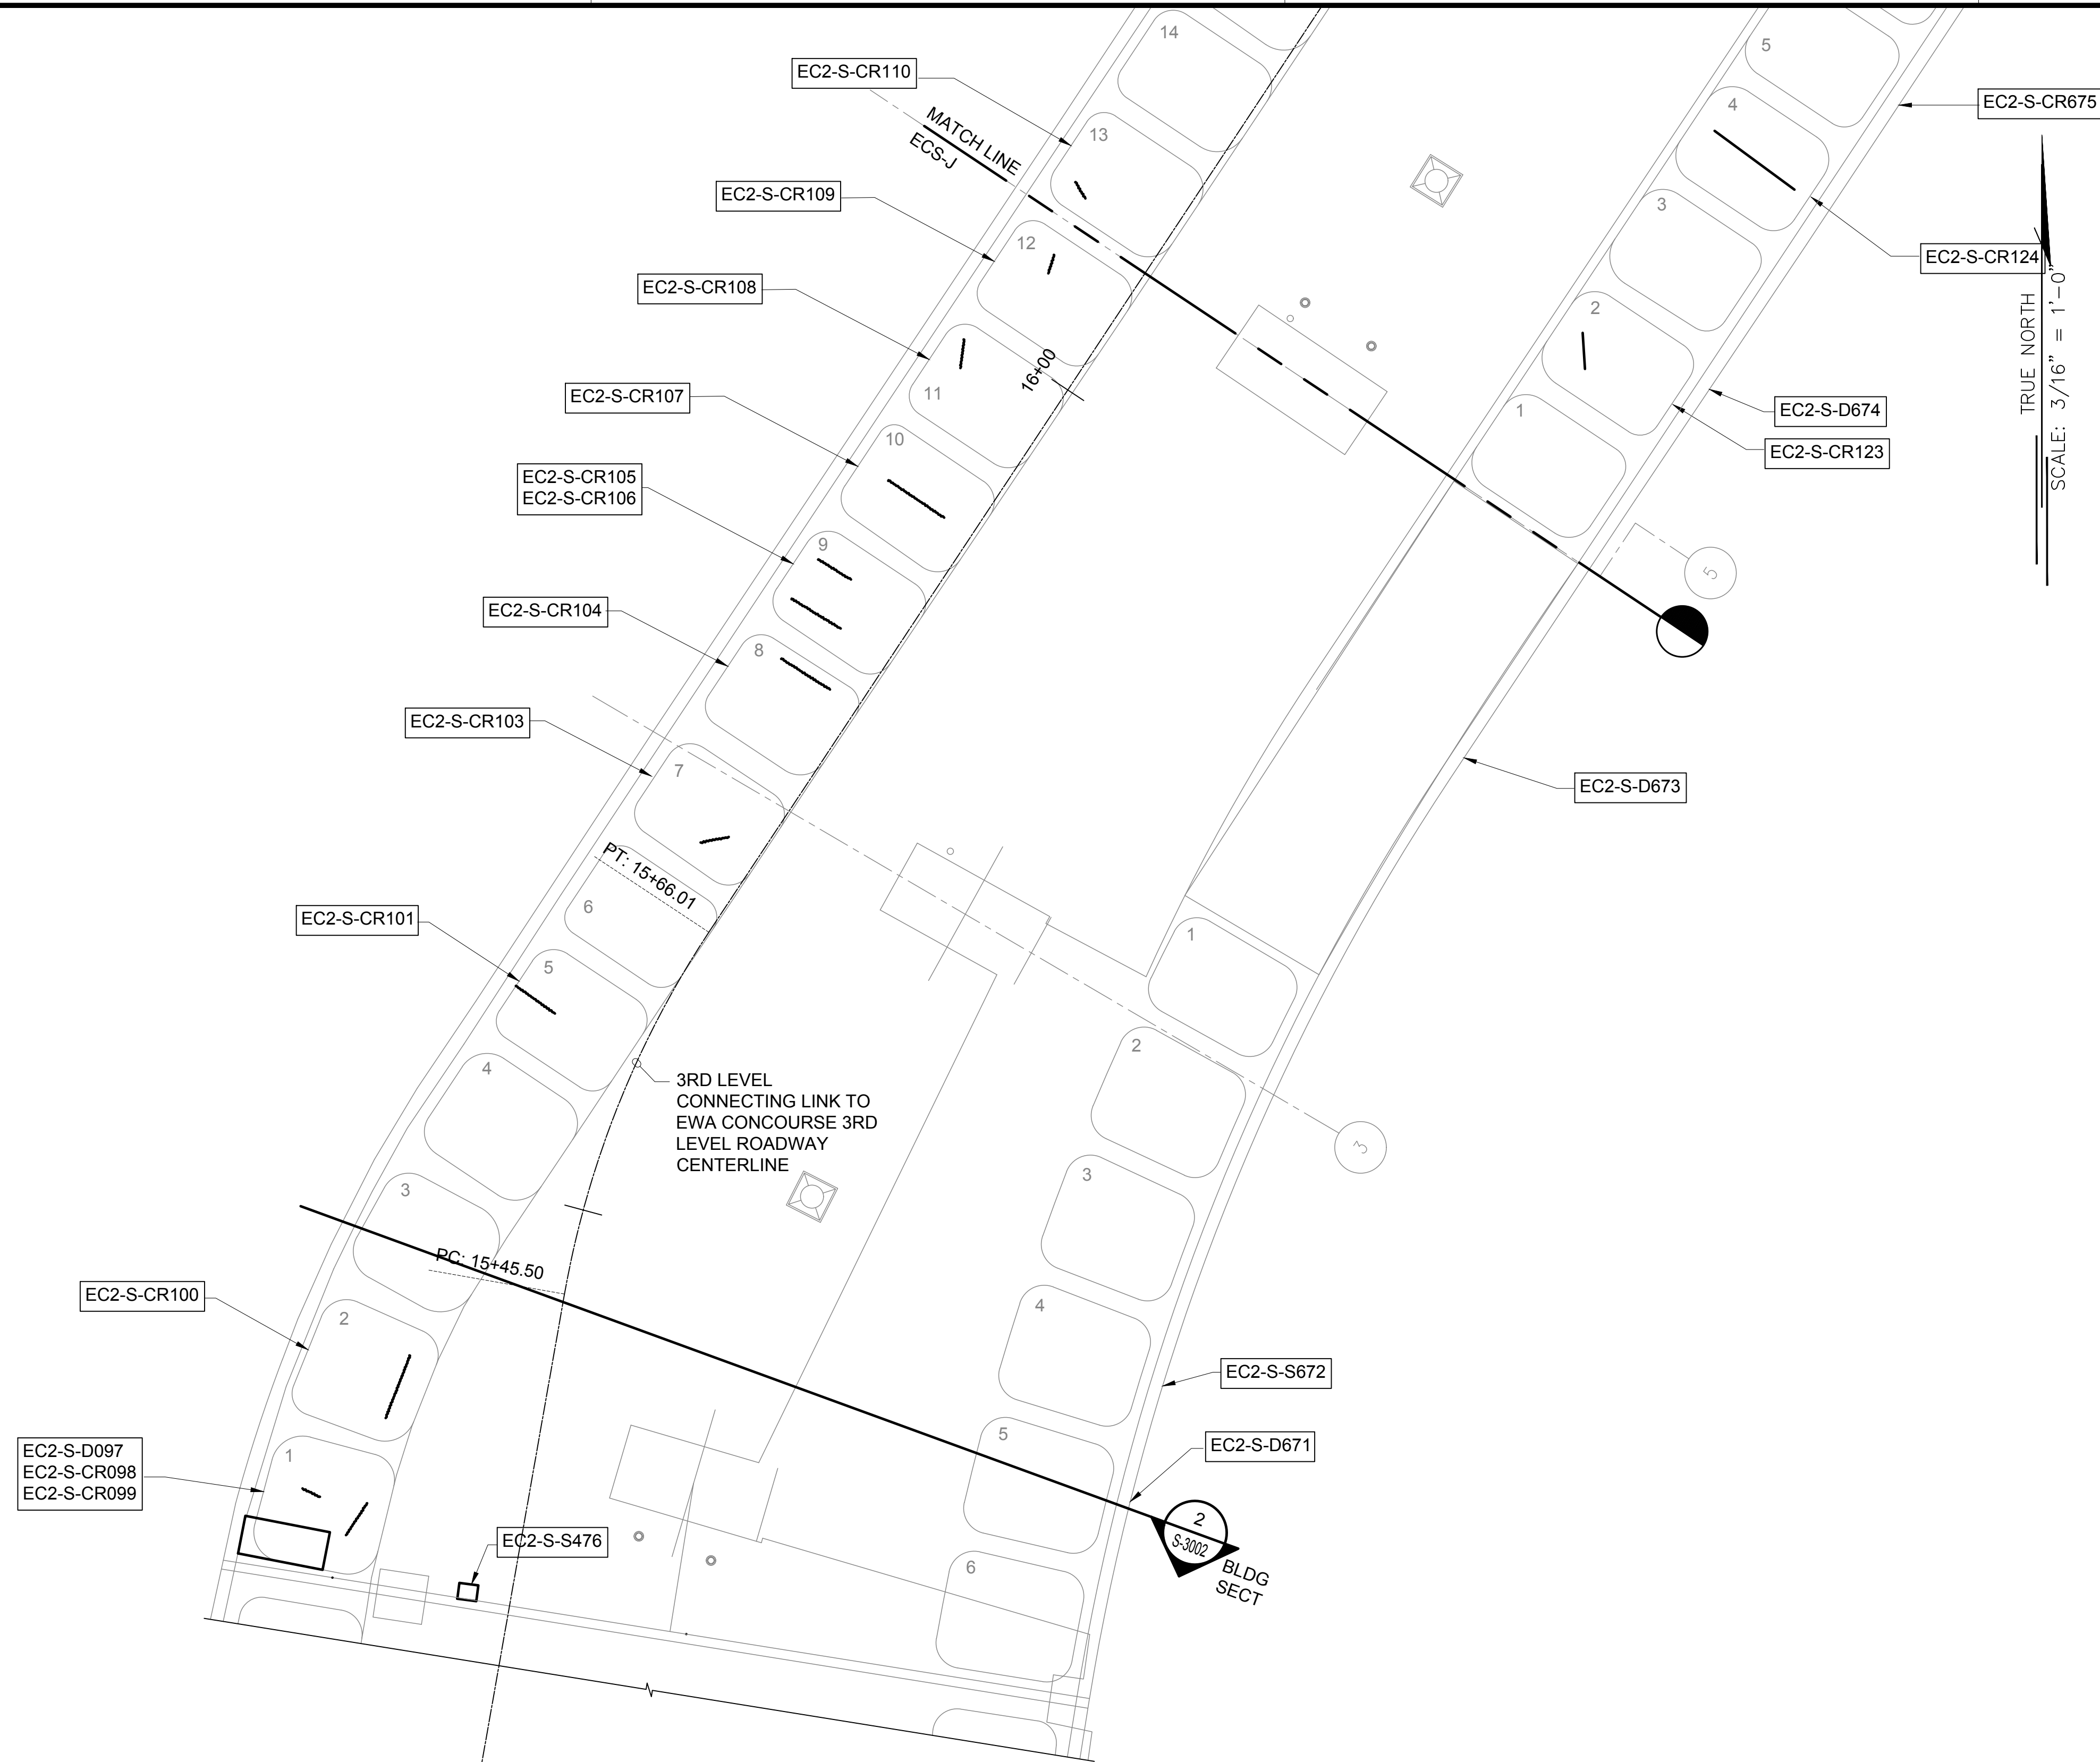 14
5
EC2-S-CR110
4
EC2-S-CR675
MATCH LINE
ECS-J
13
EC2-S-CR109
3
12
EC2-S-CR124
EC2-S-CR108
2
TRUE NORTH
SCALE: 3/16" = 1'-0"
11
16+00
EC2-S-CR107
1
EC2-S-D674
10
EC2-S-CR123
EC2-S-CR105
EC2-S-CR106
9
5
EC2-S-CR104
8
EC2-S-CR103
7
EC2-S-D673
PT: 15+66.01
6
EC2-S-CR101
1
5
2
4
3RD LEVEL
CONNECTING LINK TO
EWA CONCOURSE 3RD
LEVEL ROADWAY
CENTERLINE
3
3
3
PC: 15+45.50
EC2-S-CR100
4
2
EC2-S-S672
5
EC2-S-D671
1
EC2-S-D097
EC2-S-CR098
EC2-S-CR099
2
S-3002
BLDG
SECT
EC2-S-S476
6